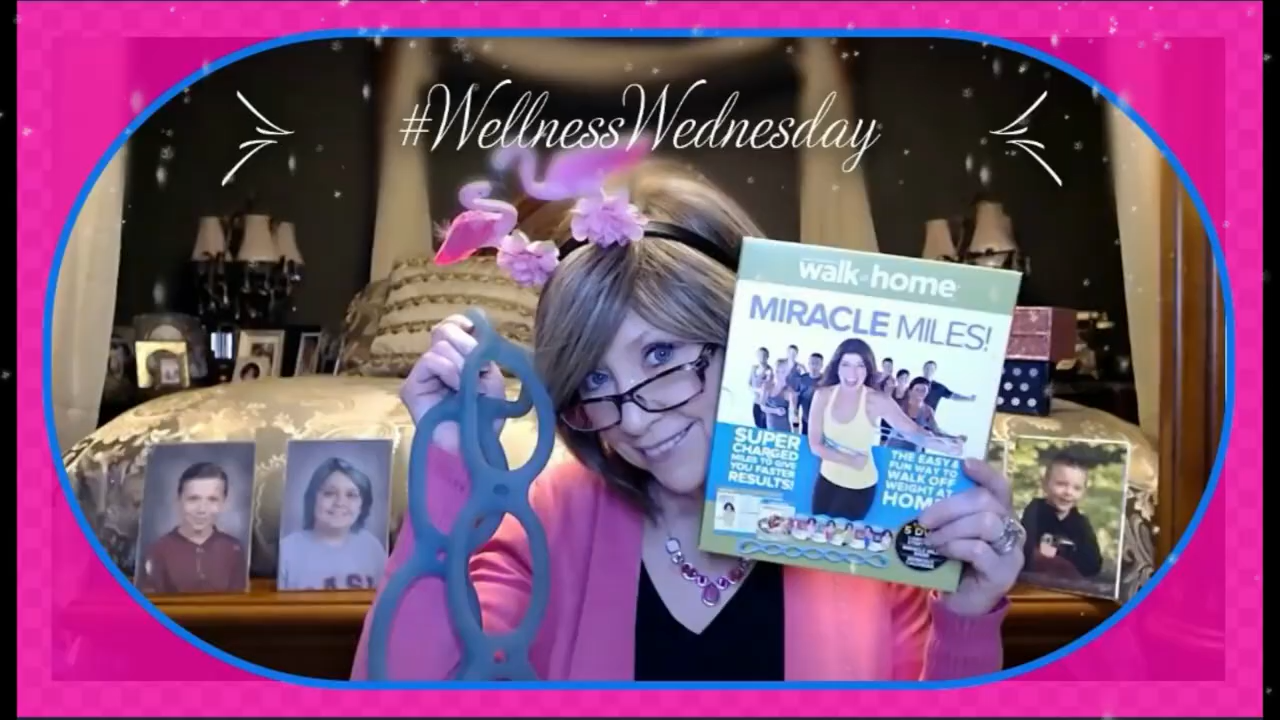 #WellnessWednesday
walk at home
MIRACLE MILES!
SUPER
CHARGED
MILES TO GIVE
YOU FASTER
RESULTS!
THE EASY &
FUN WAY TO
WALK OFF
WEIGHT AT
HOME